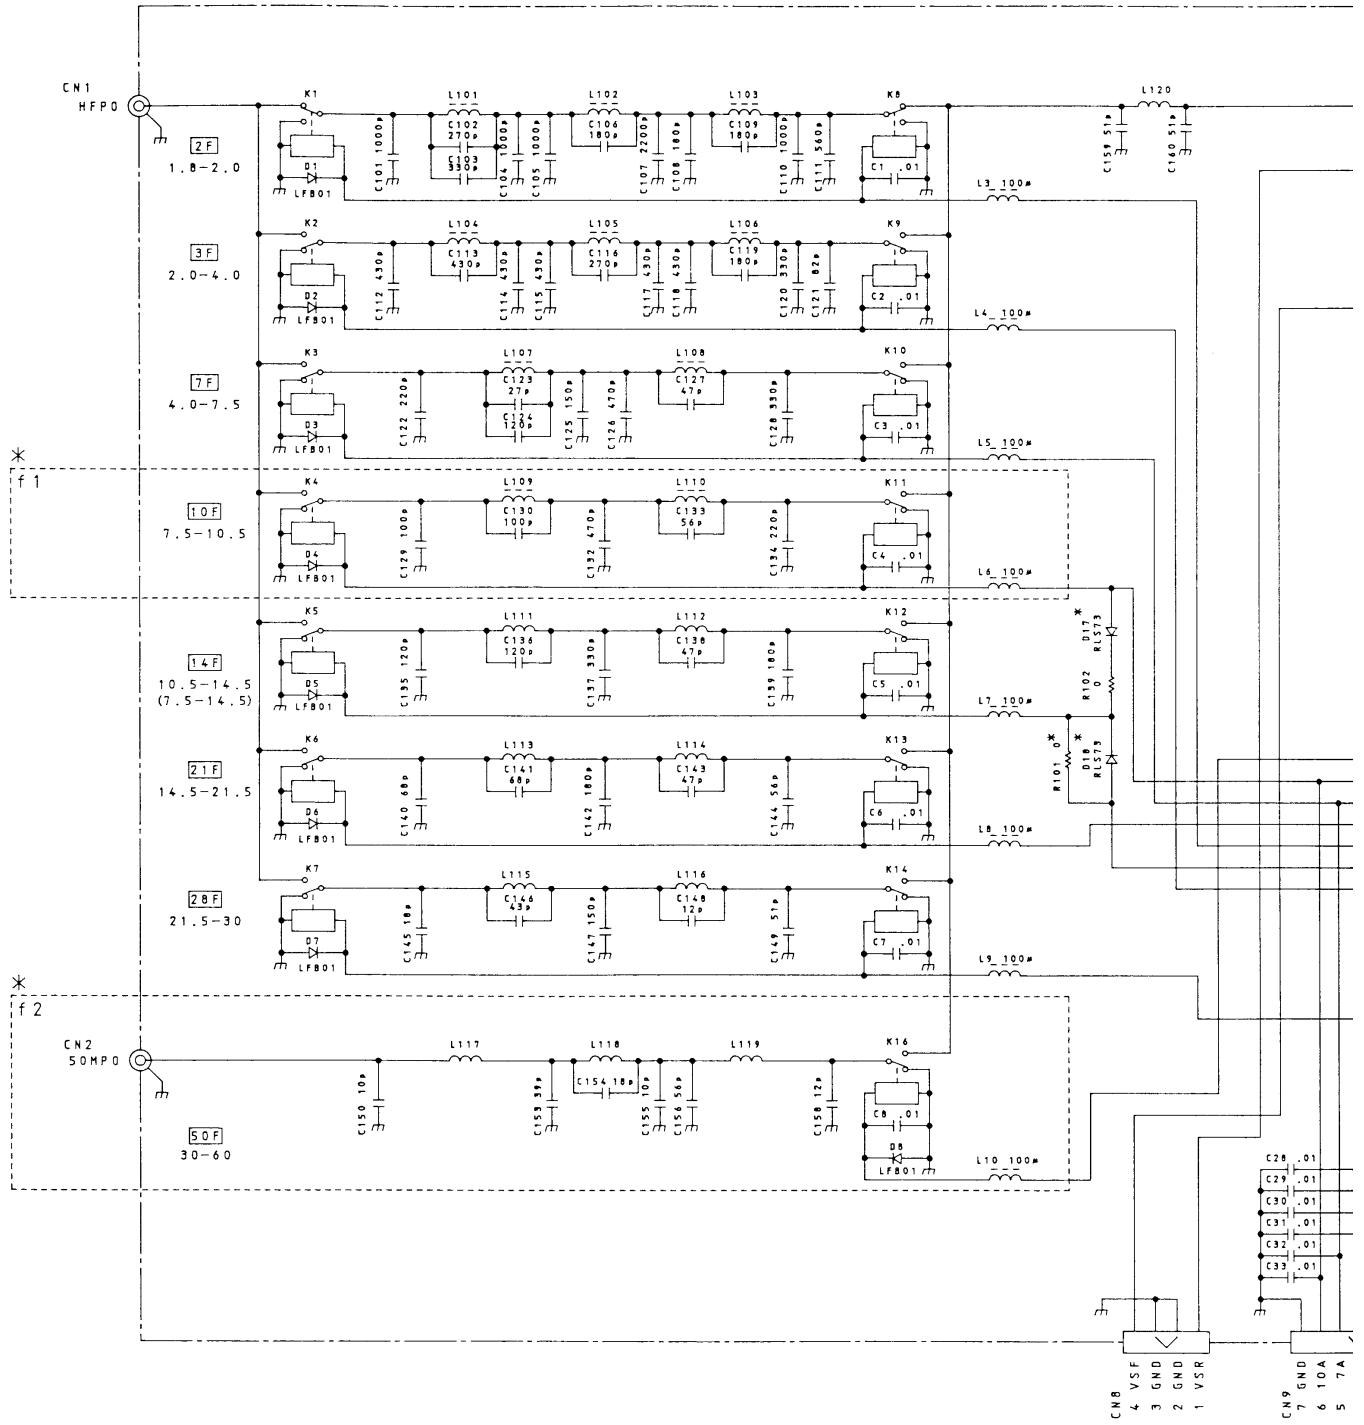 CN1
HFPO
K1
L101
L102
L103
K8
L120
C101 1000p
C102
270p
C103
330p
C104 1000p
C105 1000p
C106
180p
C107 2200p
C108 180p
C109
180p
C110 1000p
C111 560p
C1 .01
C159 51p
C160 51p
2F
1.8-2.0
D1
LFB01
L3 100μ
K2
L104
L105
L106
K9
3F
2.0-4.0
C112 430p
C113
430p
C114 430p
C115 430p
C116
270p
C117 430p
C118 430p
C119
180p
C120 330p
C121 82p
C2 .01
D2
LFB01
L4 100μ
K3
L107
L108
K10
7F
4.0-7.5
C122 220p
C123
27p
C124
120p
C125 150p
C126 470p
C127
47p
C128 330p
C3 .01
D3
LFB01
L5 100μ
*
f1
K4
L109
L110
K11
10F
7.5-10.5
C129 100p
C130
100p
C132 470p
C133
56p
C134 220p
C4 .01
D4
LFB01
L6 100μ
K5
L111
L112
K12
D17 *
RLS73
14F
10.5-14.5
(7.5-14.5)
C135 120p
C136
120p
C137 330p
C138
47p
C139 180p
C5 .01
R102
0
D5
LFB01
L7 100μ
K6
L113
L114
K13
R101 0 *
D18 *
RLS73
21F
14.5-21.5
C140 68p
C141
68p
C142 180p
C143
47p
C144 56p
C6 .01
D6
LFB01
L8 100μ
K7
L115
L116
K14
28F
21.5-30
C145 18p
C146
43p
C147 150p
C148
12p
C149 51p
C7 .01
D7
LFB01
L9 100μ
*
f2
CN2
50MPO
L117
L118
L119
K16
C150 10p
C153 39p
C154 18p
C155 10p
C156 56p
C158 12p
C8 .01
50F
30-60
D8
LFB01
L10 100μ
C28 .01
C29 .01
C30 .01
C31 .01
C32 .01
C33 .01
CN8
4 VSF
3 GND
2 GND
1 VSR
CN9
7 GND
6 10A
5 7A